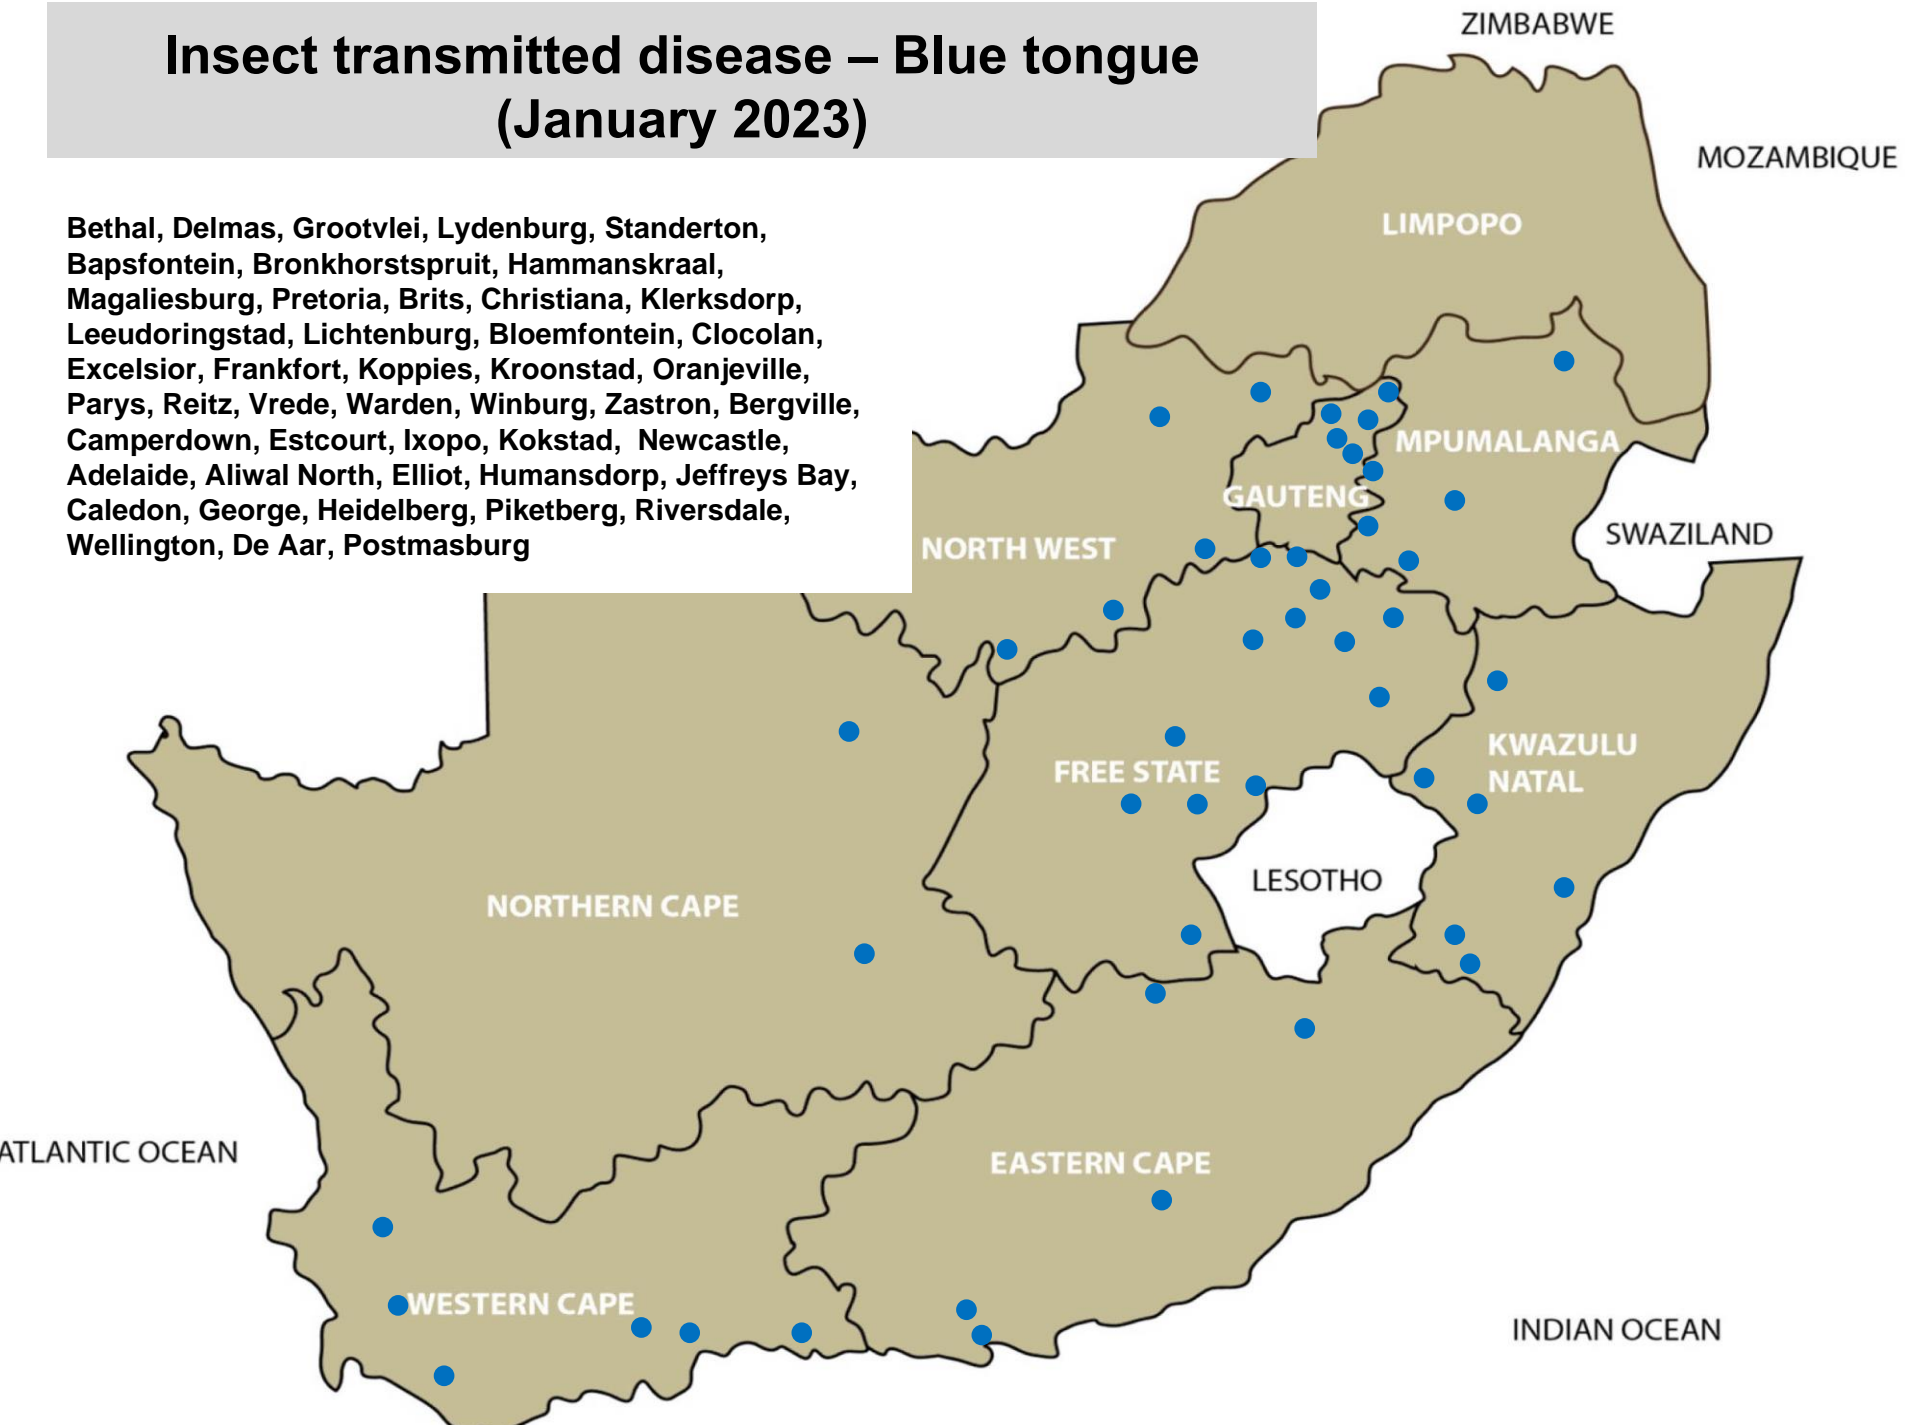 Insect transmitted disease – Blue tongue
(January 2023)
Bethal, Delmas, Grootvlei, Lydenburg, Standerton,
Bapsfontein, Bronkhorstspruit, Hammanskraal,
Magaliesburg, Pretoria, Brits, Christiana, Klerksdorp,
Leeudoringstad, Lichtenburg, Bloemfontein, Clocolan,
Excelsior, Frankfort, Koppies, Kroonstad, Oranjeville,
Parys, Reitz, Vrede, Warden, Winburg, Zastron, Bergville,
Camperdown, Estcourt, Ixopo, Kokstad, Newcastle,
Adelaide, Aliwal North, Elliot, Humansdorp, Jeffreys Bay,
Caledon, George, Heidelberg, Piketberg, Riversdale,
Wellington, De Aar, Postmasburg
ZIMBABWE
MOZAMBIQUE
LIMPOPO
MPUMALANGA
GAUTENG
SWAZILAND
NORTH WEST
KWAZULU
NATAL
FREE STATE
LESOTHO
NORTHERN CAPE
ATLANTIC OCEAN
EASTERN CAPE
WESTERN CAPE
INDIAN OCEAN